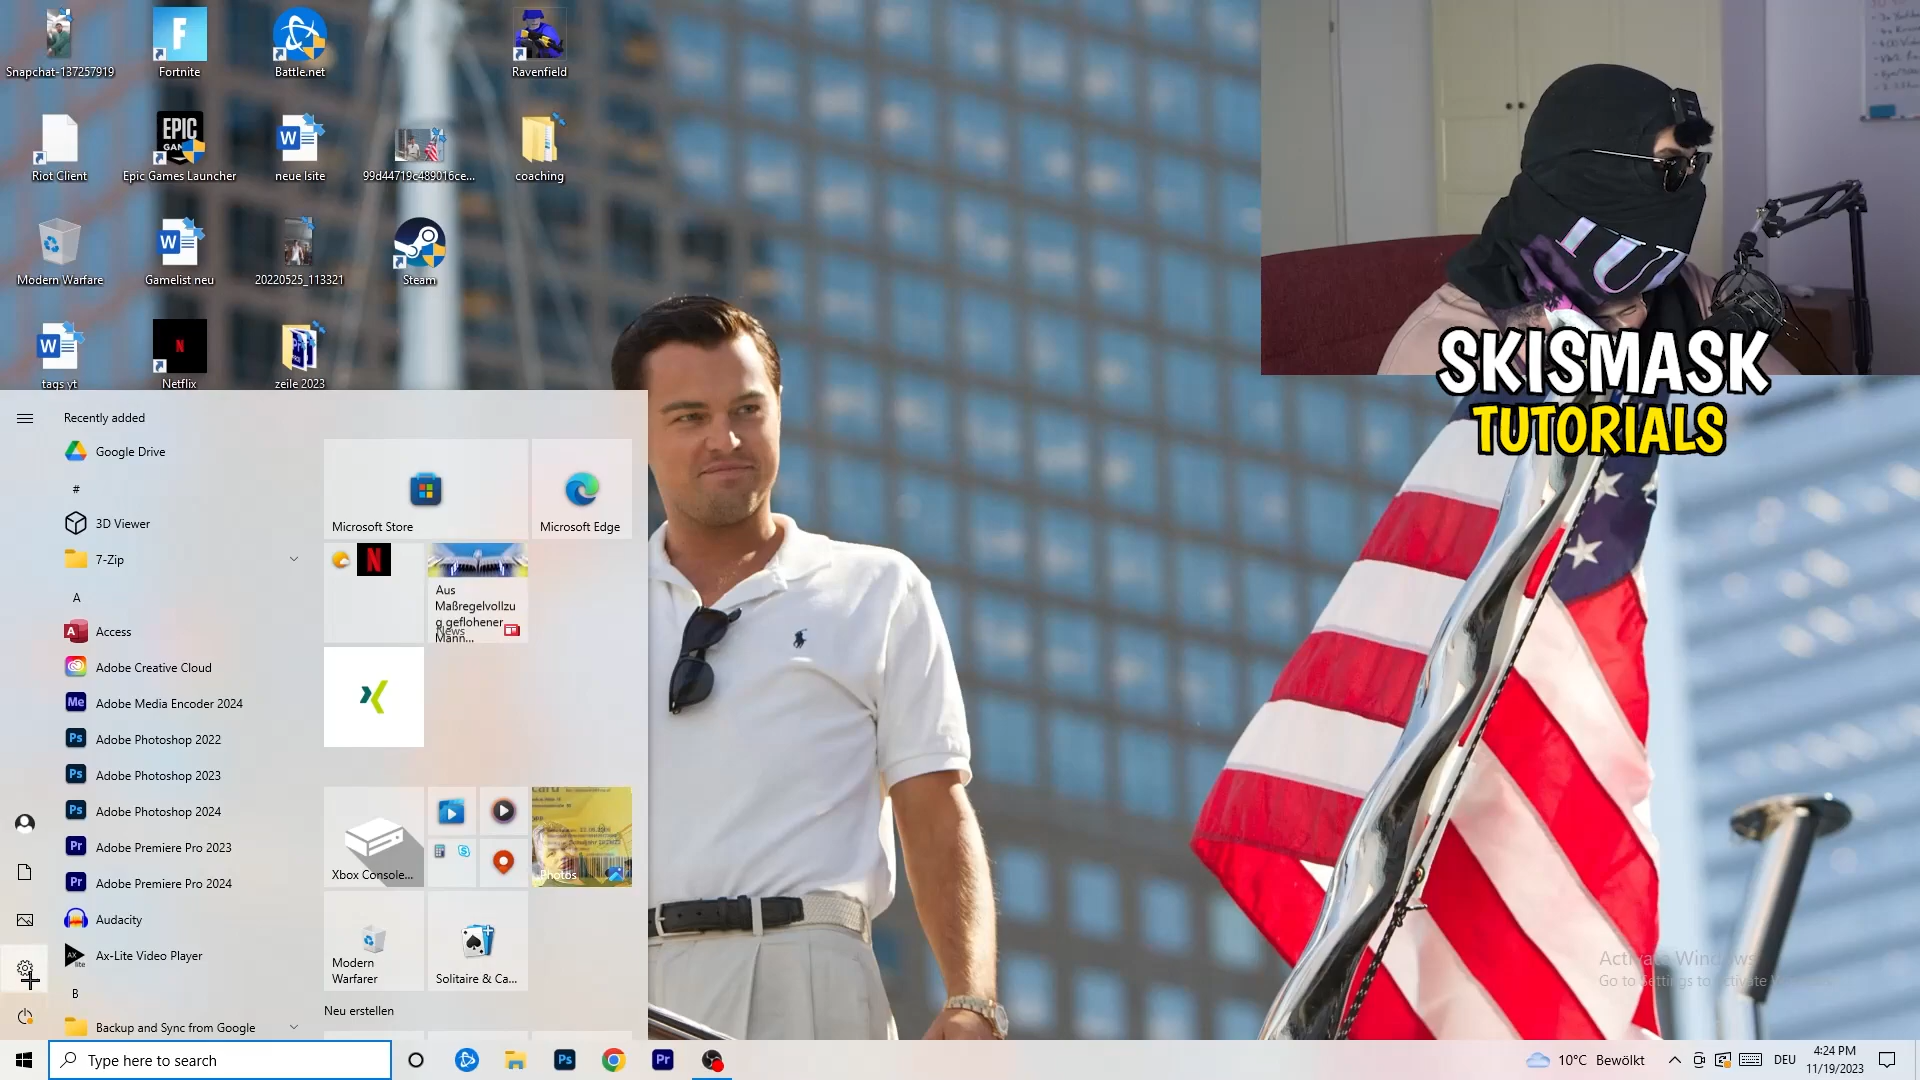 Snapchat-137257919
Fortnite
Battle.net
Ravenfield
EPIC
Riot Client
Epic Games Launcher
neue lsite
99d44719c489016ce...
coaching
Modern Warfare
Gamelist neu
20220525_113321
Steam
tags yt
Netflix
zeile 2023
SKISMASK
TUTORIALS
Recently added
Google Drive
#
3D Viewer
7-Zip
A
Access
Adobe Creative Cloud
Adobe Media Encoder 2024
Adobe Photoshop 2022
Adobe Photoshop 2023
Adobe Photoshop 2024
Adobe Premiere Pro 2023
Adobe Premiere Pro 2024
Audacity
Ax-Lite Video Player
B
Backup and Sync from Google
Microsoft Store
Microsoft Edge
Aus
Maßregelvollzu
g geflohener
Mann...
News
Xbox Console...
Photos
Modern
Warfarer
Solitaire & Ca...
Neu erstellen
Activate Windows
Go to Settings to activate
Type here to search
10°C Bewölkt
DEU
4:24 PM
11/19/2023